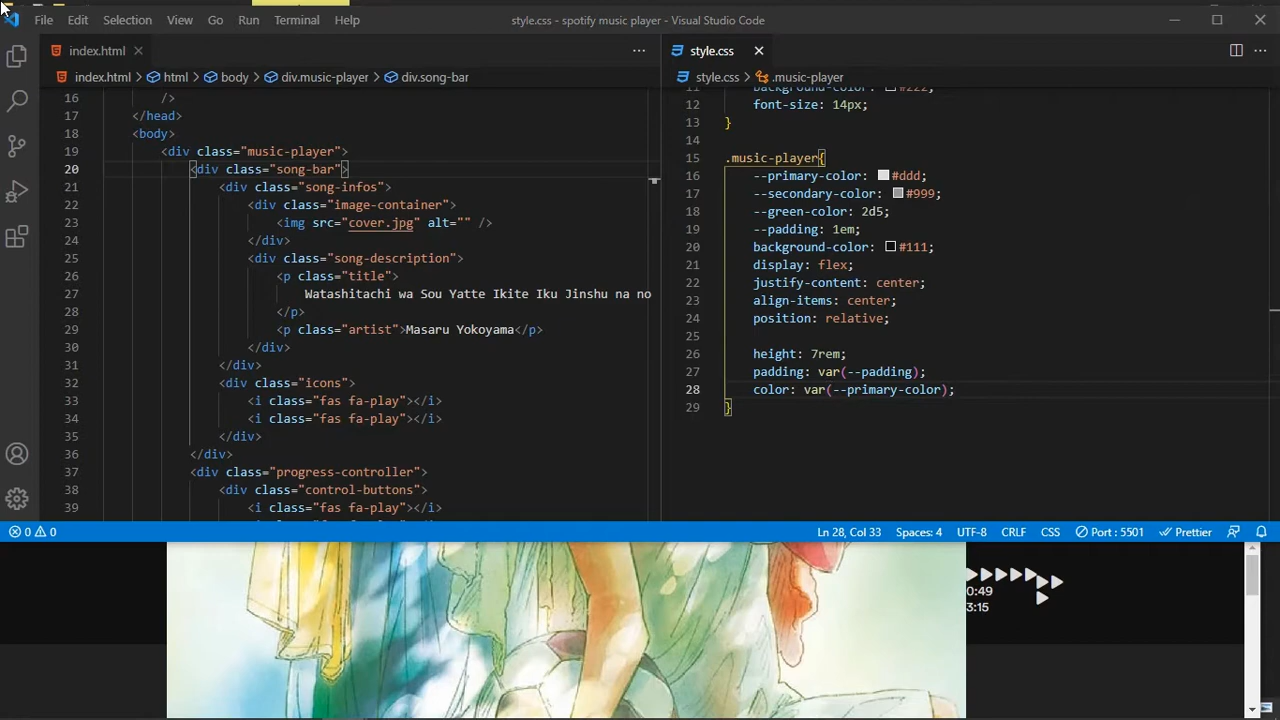 File Edit Selection View Go Run Terminal Help style.css - spotify music player - Visual Studio Code
index.html
index.html html body div.music-player div.song-bar
16 />
17 </head>
18 <body>
19 <div class="music-player">
20 <div class="song-bar">
21 <div class="song-infos">
22 <div class="image-container">
23 <img src="cover.jpg" alt="" />
24 </div>
25 <div class="song-description">
26 <p class="title">
27 Watashitachi wa Sou Yatte Ikite Iku Jinshu na no
28 </p>
29 <p class="artist">Masaru Yokoyama</p>
30 </div>
31 </div>
32 <div class="icons">
33 <i class="fas fa-play"></i>
34 <i class="fas fa-play"></i>
35 </div>
36 </div>
37 <div class="progress-controller">
38 <div class="control-buttons">
39 <i class="fas fa-play"></i>
style.css
style.css .music-player
11 background-color: #222;
12 font-size: 14px;
13 }
14
15 .music-player{
16 --primary-color: #ddd;
17 --secondary-color: #999;
18 --green-color: 2d5;
19 --padding: 1em;
20 background-color: #111;
21 display: flex;
22 justify-content: center;
23 align-items: center;
24 position: relative;
25
26 height: 7rem;
27 padding: var(--padding);
28 color: var(--primary-color);
29 }
0 0 Ln 28, Col 33 Spaces: 4 UTF-8 CRLF CSS Port : 5501 Prettier
0:49
3:15